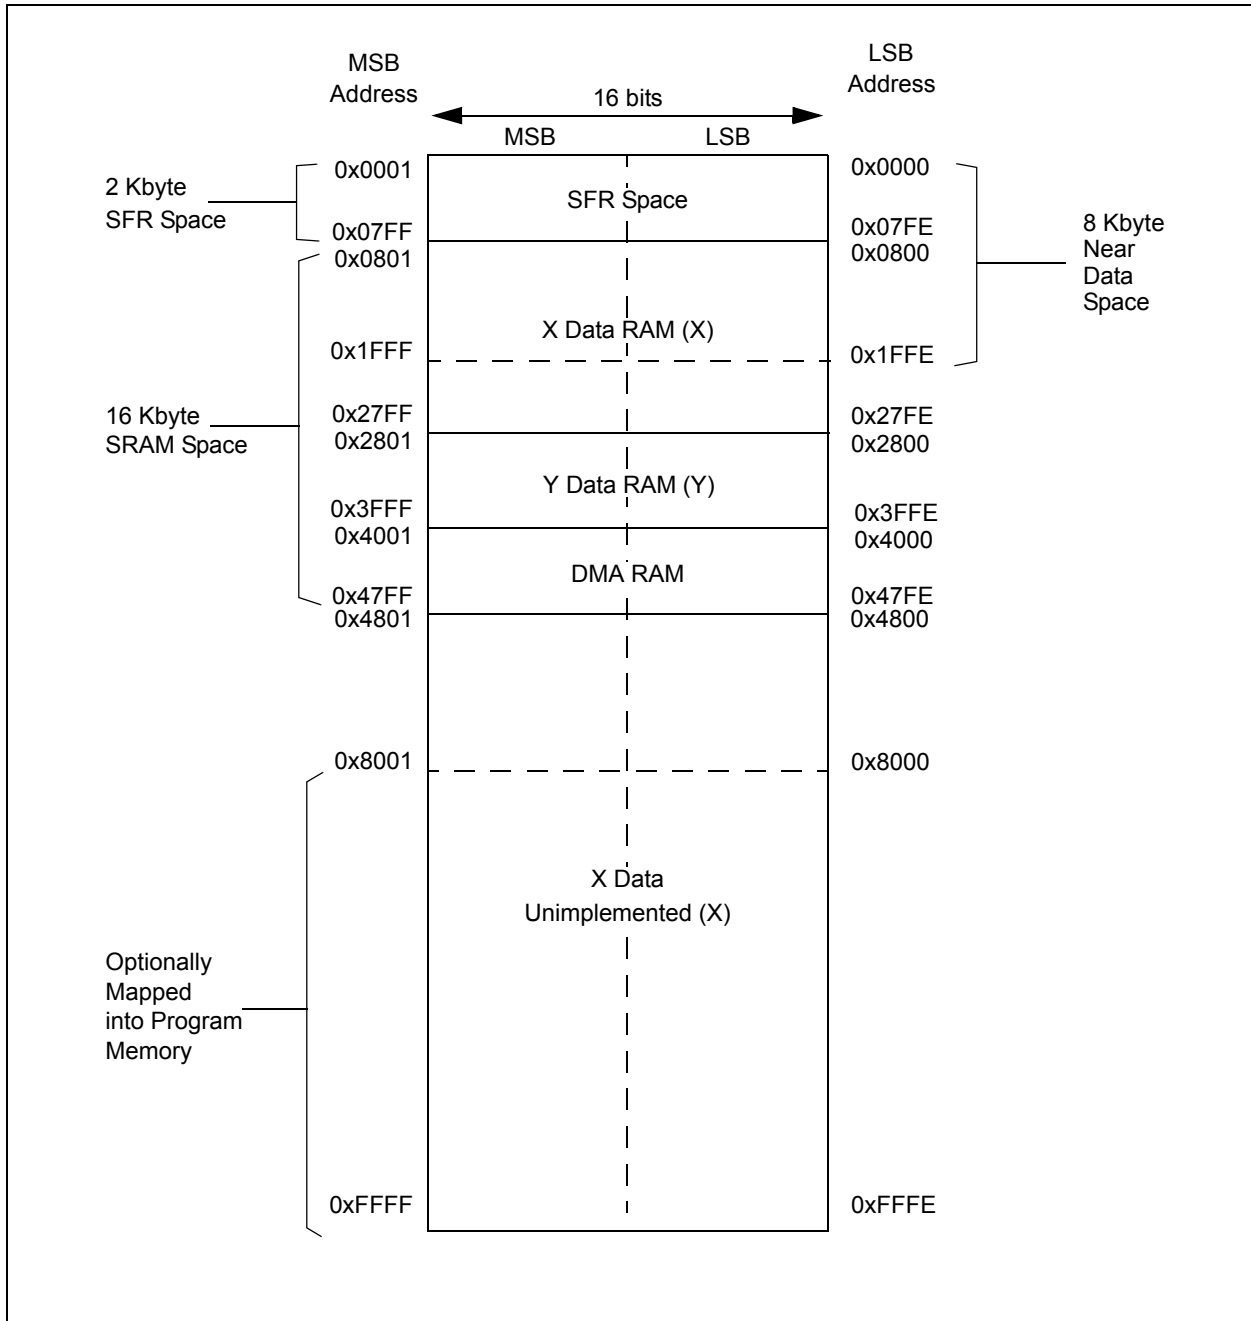 MSB
Address
LSB
Address
16 bits
MSB
LSB
2 Kbyte
SFR Space
0x0001
0x07FF
0x0801
0x1FFF
16 Kbyte
SRAM Space
0x27FF
0x2801
0x3FFF
0x4001
0x47FF
0x4801
0x8001
Optionally
Mapped
into Program
Memory
0xFFFF
SFR Space
X Data RAM (X)
Y Data RAM (Y)
DMA RAM
X Data
Unimplemented (X)
0x0000
0x07FE
0x0800
0x1FFE
0x27FE
0x2800
0x3FFE
0x4000
0x47FE
0x4800
0x8000
0xFFFE
8 Kbyte
Near
Data
Space